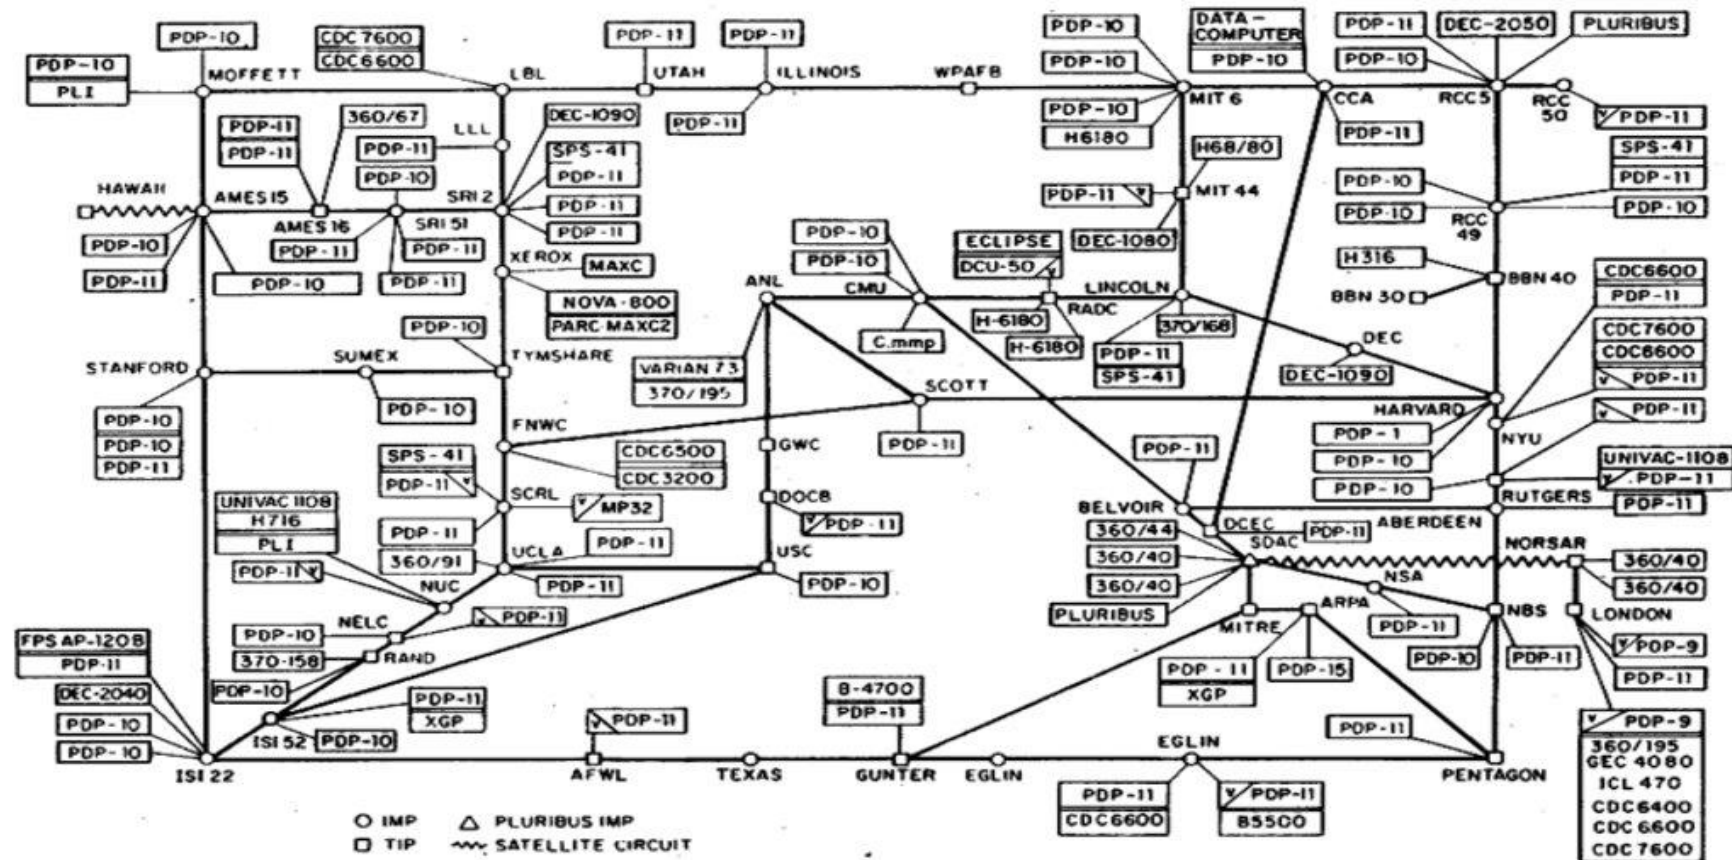 PDP-10
CDC 7600
CDC6600
PDP-11
PDP-11
PDP-10
DATA-
COMPUTER
PDP-10
PDP-11
DEC-2050
PLURIBUS
PDP-10
PLI
MOFFETT
LBL
UTAH
ILLINOIS
WPAFB
PDP-10
MIT 6
CCA
PDP-10
RCC 5
RCC
50
PDP-11
PDP-11
360/67
LLL
DEC-1090
PDP-11
PDP-10
H6180
PDP-11
PDP-11
PDP-11
SPS-41
PDP-11
H68/80
SPS-41
PDP-11
PDP-10
HAWAII
AMES 15
PDP-10
SRI 2
PDP-11
PDP-11
MIT 44
PDP-10
PDP-10
PDP-10
AMES 16
SRI 51
PDP-11
PDP-10
DEC-1080
RCC
49
PDP-11
PDP-11
PDP-11
XEROX
MAXC
PDP-10
ECLIPSE
DCU-50
H316
CDC6600
PDP-11
PDP-11
PDP-10
NOVA-800
PARC MAXC2
ANL
CMU
RADC
LINCOLN
BBN 30
BBN 40
PDP-10
H-6180
370/168
CDC7600
CDC6600
PDP-11
STANFORD
SUMEX
TYMSHARE
VARIAN 73
370/195
C.mmp
H-6180
PDP-11
SPS-41
DEC
DEC-1090
PDP-10
PDP-10
PDP-11
PDP-10
SCOTT
HARVARD
PDP-11
FNWC
PDP-11
PDP-1
NYU
SPS-41
PDP-11
CDC6500
CDC3200
GWC
PDP-11
PDP-10
UNIVAC-1108
PDP-11
UNIVAC 1108
H716
PLI
SCRL
MP32
DOCB
PDP-11
BELVOIR
PDP-10
RUTGERS
PDP-11
PDP-11
PDP-11
360/44
DCEC
PDP-11
ABERDEEN
PDP-11
360/91
UCLA
USC
360/40
SDAC
NORSAR
360/40
NUC
PDP-11
PDP-10
360/40
NSA
360/40
NELC
PDP-11
PLURIBUS
MITRE
ARPA
PDP-11
NBS
LONDON
FPS AP-120B
PDP-11
PDP-10
370-158
RAND
PDP-11
XGP
PDP-15
PDP-10
PDP-11
PDP-9
PDP-11
DEC-2040
PDP-10
PDP-11
XGP
B-4700
PDP-11
PDP-10
PDP-10
ISI 52
PDP-10
PDP-11
EGLIN
PDP-11
PDP-9
360/195
GEC 4080
ICL 470
CDC6400
CDC6600
CDC7600
ISI 22
AFWL
TEXAS
GUNTER
EGLIN
PENTAGON
PDP-11
CDC6600
PDP-11
B5500
IMP
PLURIBUS IMP
TIP
SATELLITE CIRCUIT